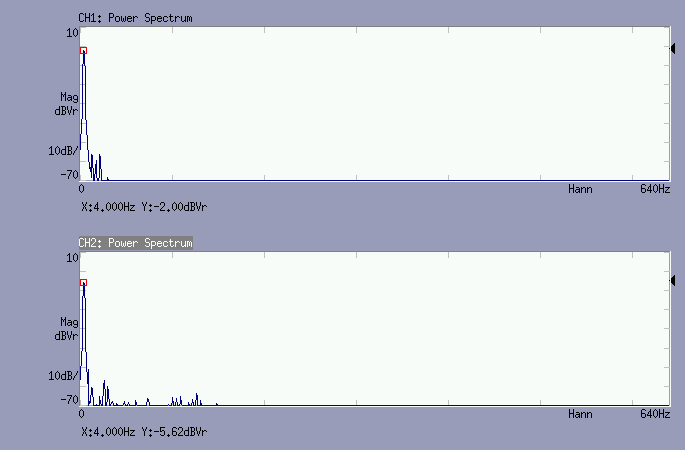 CH1: Power Spectrum
10
Mag
dBVr
10dB/
-70
0 Hann 640Hz
X:4.000Hz Y:-2.00dBVr
CH2: Power Spectrum
10
Mag
dBVr
10dB/
-70
0 Hann 640Hz
X:4.000Hz Y:-5.62dBVr